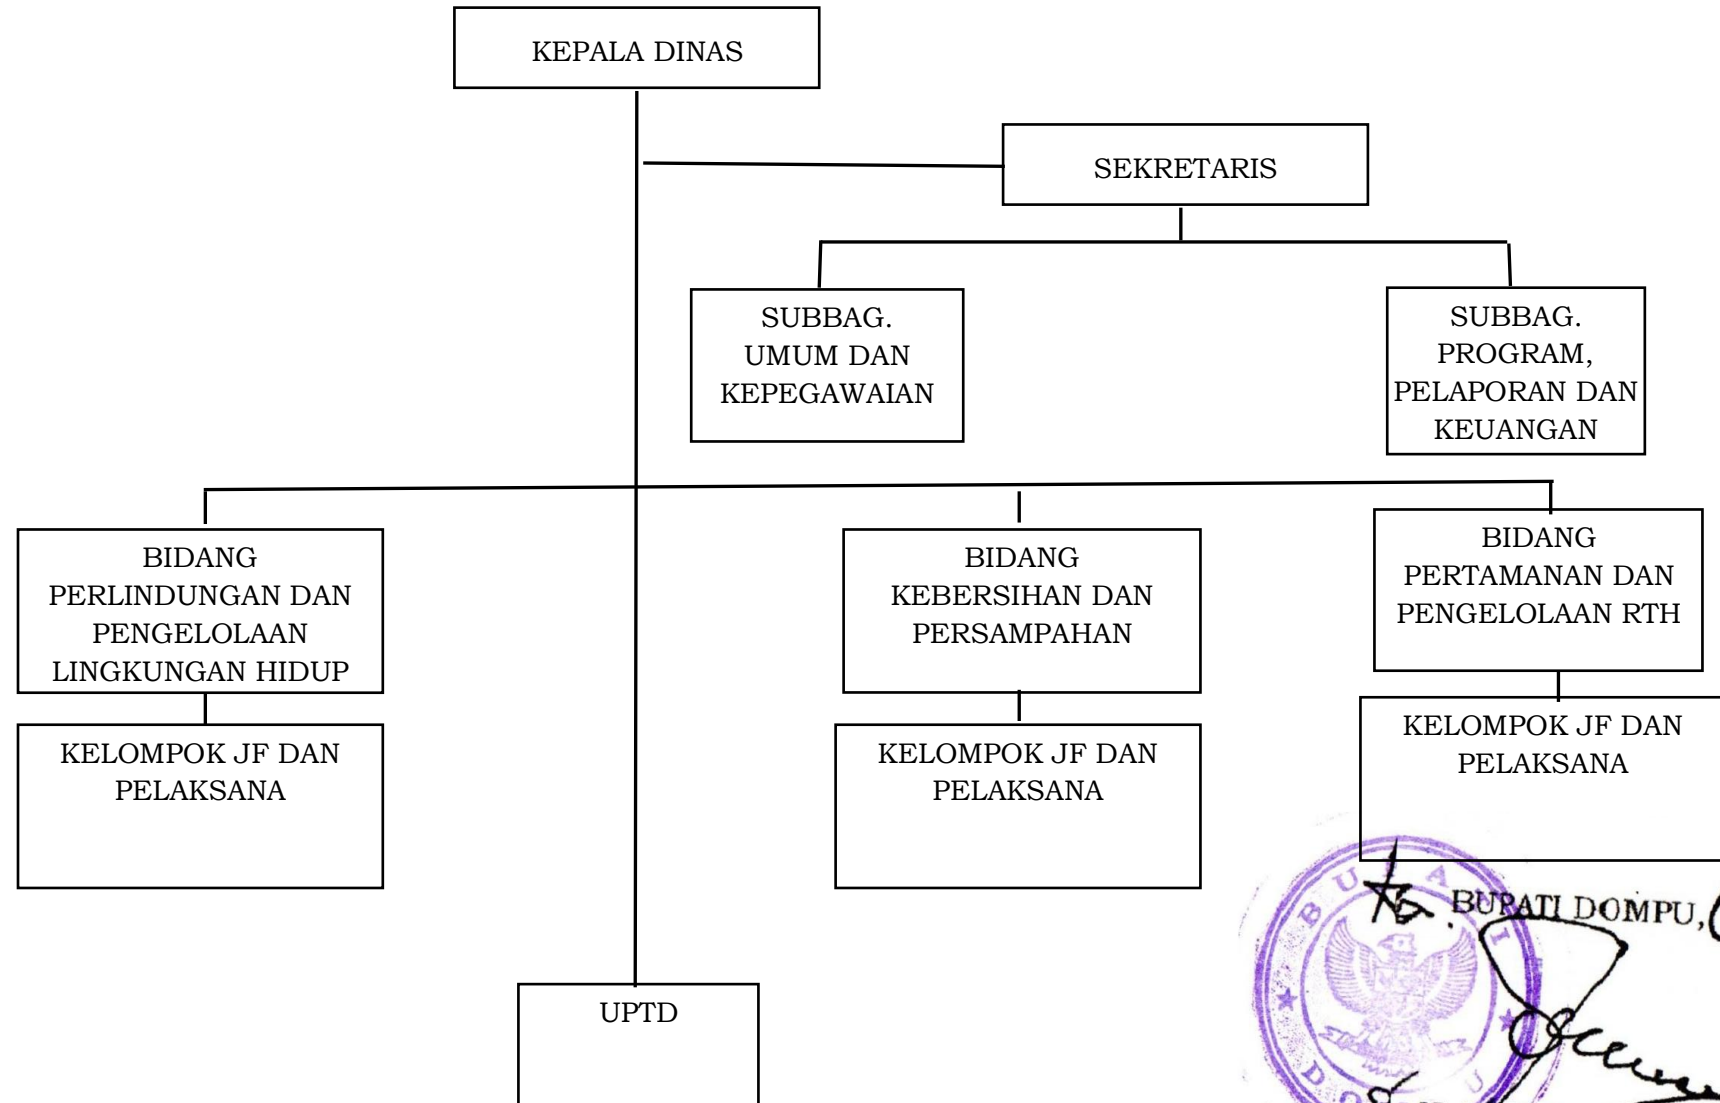 KEPALA DINAS
SEKRETARIS
SUBBAG.
UMUM DAN
KEPEGAWAIAN
SUBBAG.
PROGRAM,
PELAPORAN DAN
KEUANGAN
BIDANG
PERLINDUNGAN DAN
PENGELOLAAN
LINGKUNGAN HIDUP
BIDANG
KEBERSIHAN DAN
PERSAMPAHAN
BIDANG
PERTAMANAN DAN
PENGELOLAAN RTH
KELOMPOK JF DAN
PELAKSANA
KELOMPOK JF DAN
PELAKSANA
KELOMPOK JF DAN
PELAKSANA
BUPATI DOMPU,
BUPATI
UPTD